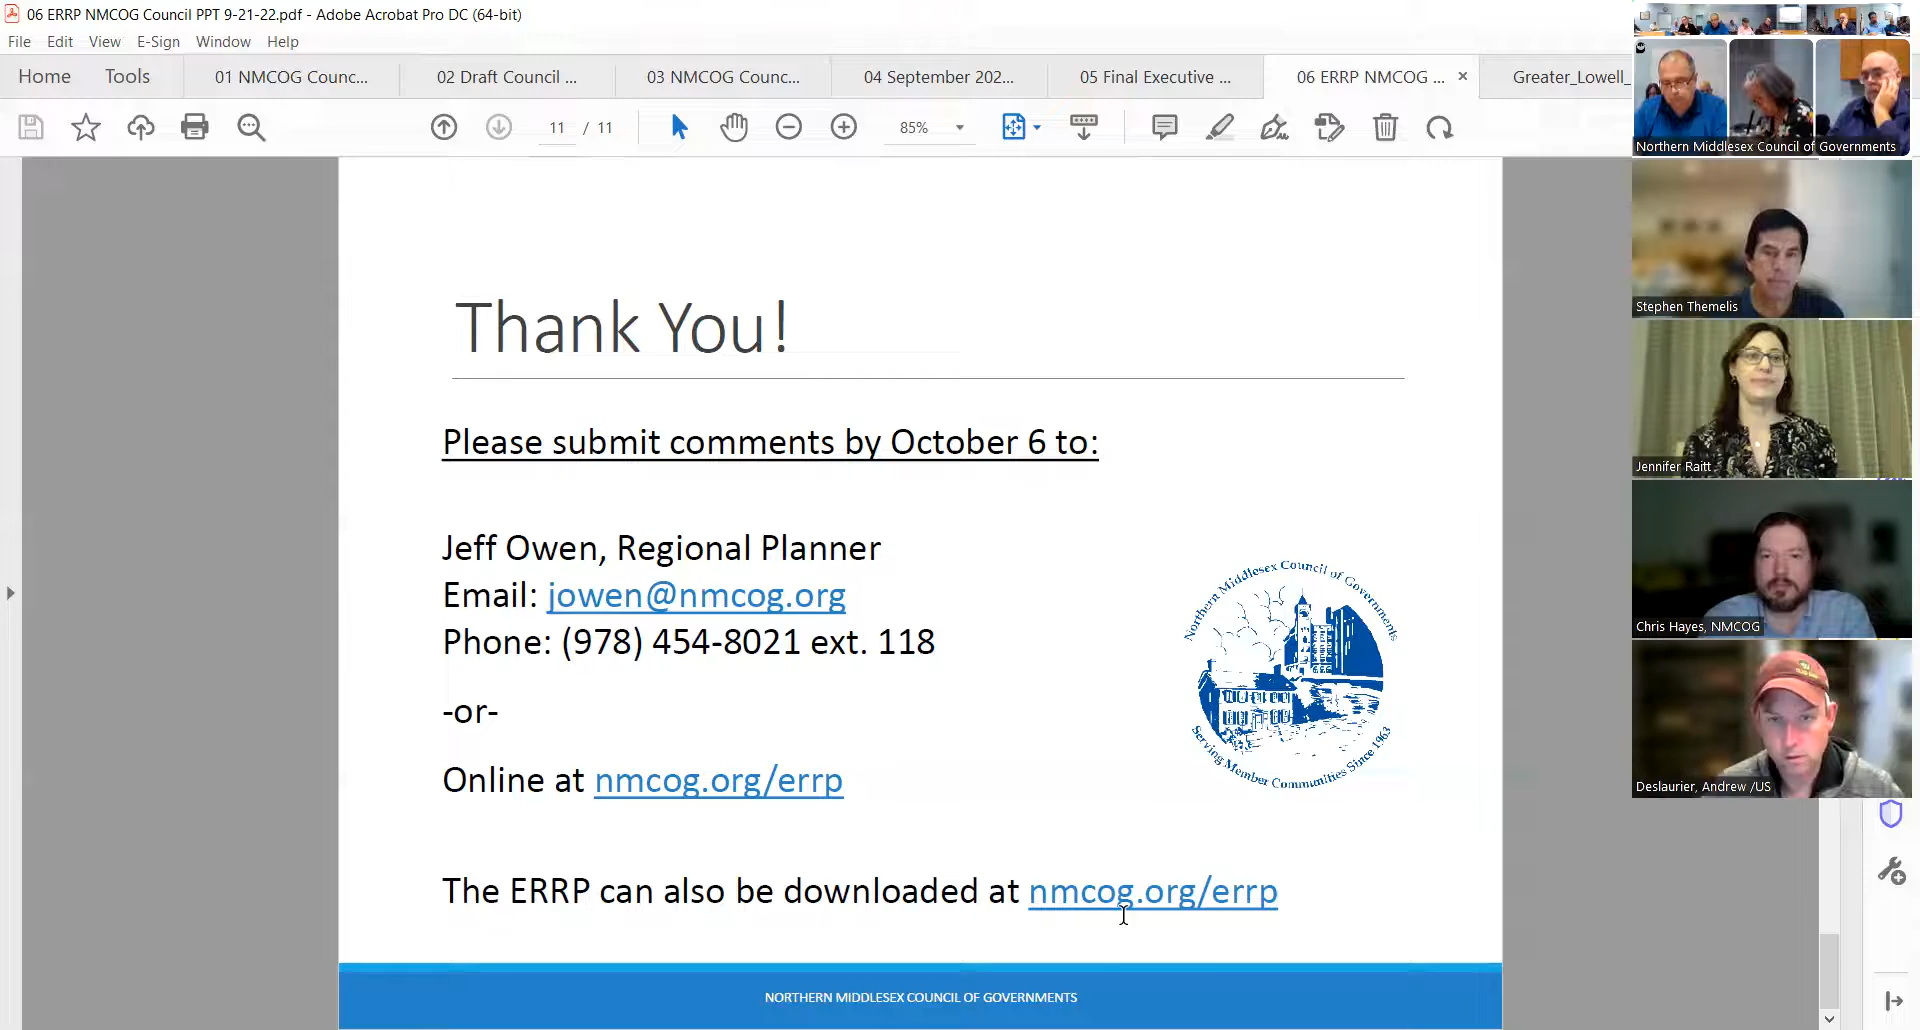 06 ERRP NMCOG Council PPT 9-21-22.pdf - Adobe Acrobat Pro DC (64-bit)
File Edit View E-Sign Window Help
Home Tools 01 NMCOG Counc... 02 Draft Council ... 03 NMCOG Counc... 04 September 202... 05 Final Executive ... 06 ERRP NMCOG ... × Greater_Lowell_
11 / 11 85%
Thank You!
Please submit comments by October 6 to:
Jeff Owen, Regional Planner
Email: jowen@nmcog.org
Phone: (978) 454-8021 ext. 118
-or-
Online at nmcog.org/errp
The ERRP can also be downloaded at nmcog.org/errp
Northern Middlesex Council of Governments
Serving Member Communities Since 1963
NORTHERN MIDDLESEX COUNCIL OF GOVERNMENTS
Northern Middlesex Council of Governments
Stephen Themelis
Jennifer Raitt
Chris Hayes, NMCOG
Deslaurier, Andrew /US